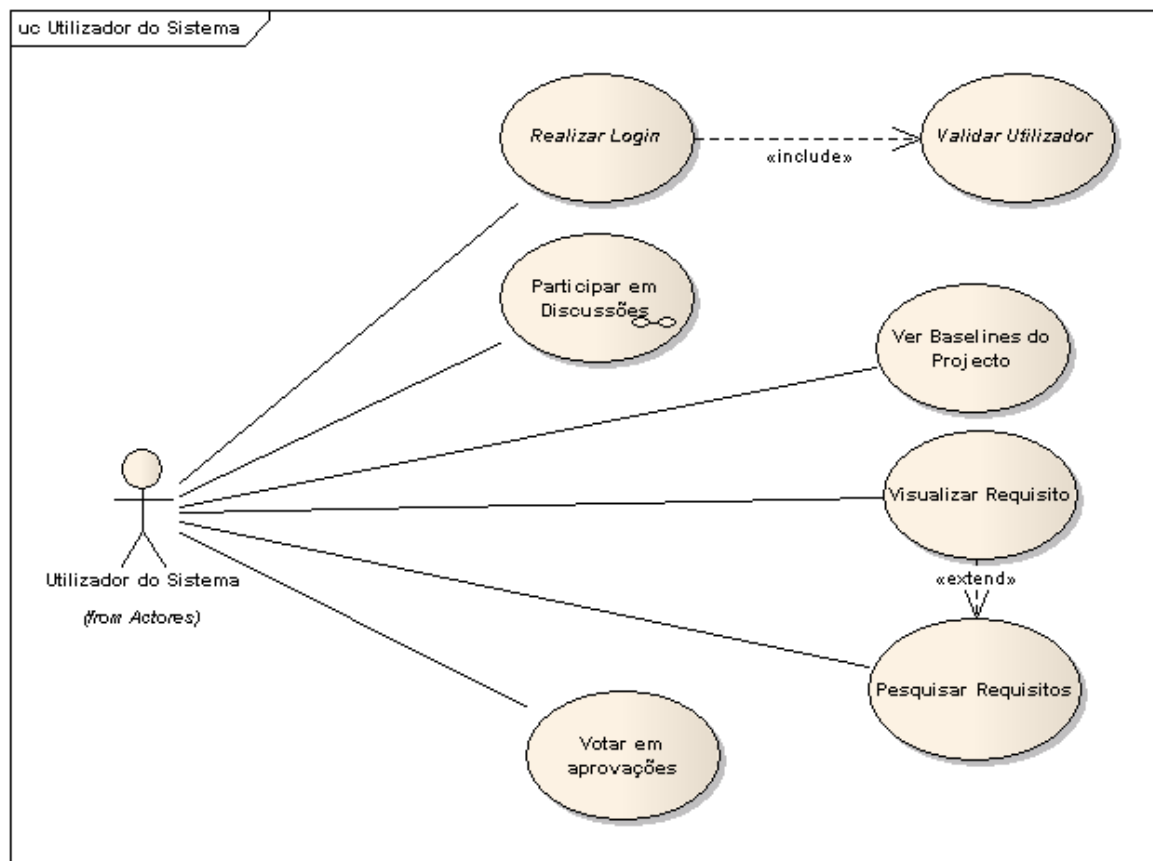 uc Utilizador do Sistema
Realizar Login
«include»
Validar Utilizador
Participar em
Discussões
Ver Baselines do
Projecto
Visualizar Requisito
«extend»
Utilizador do Sistema
(from Actores)
Pesquisar Requisitos
Votar em
aprovações